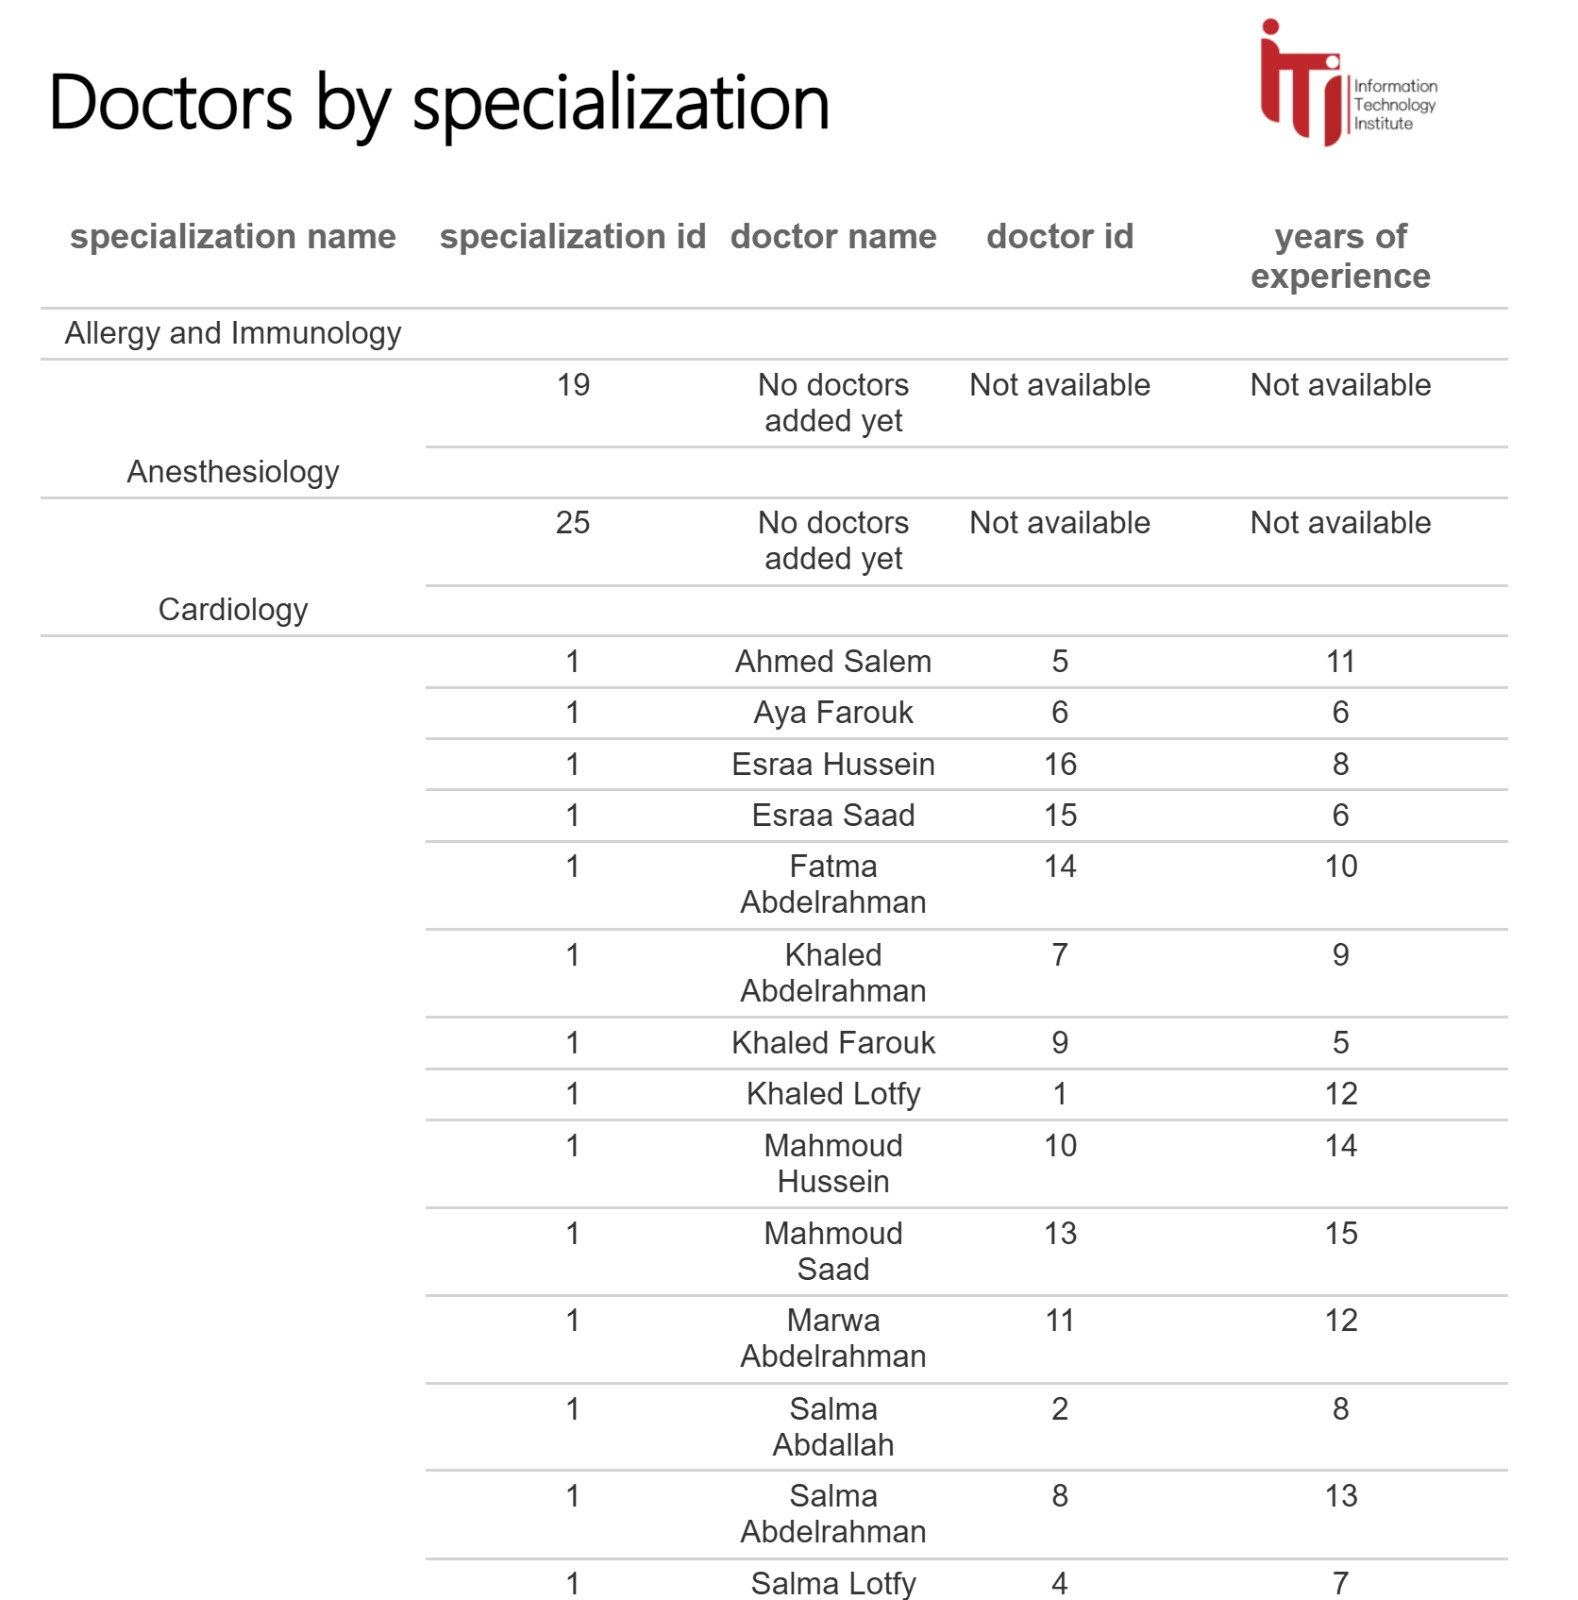 Doctors by specialization
Information
Technology
Institute
specialization name specialization id doctor name doctor id years of
experience
Allergy and Immunology
19 No doctors Not available Not available
added yet
Anesthesiology
25 No doctors Not available Not available
added yet
Cardiology
1 Ahmed Salem 5 11
1 Aya Farouk 6 6
1 Esraa Hussein 16 8
1 Esraa Saad 15 6
1 Fatma 14 10
Abdelrahman
1 Khaled 7 9
Abdelrahman
1 Khaled Farouk 9 5
1 Khaled Lotfy 1 12
1 Mahmoud 10 14
Hussein
1 Mahmoud 13 15
Saad
1 Marwa 11 12
Abdelrahman
1 Salma 2 8
Abdallah
1 Salma 8 13
Abdelrahman
1 Salma Lotfy 4 7